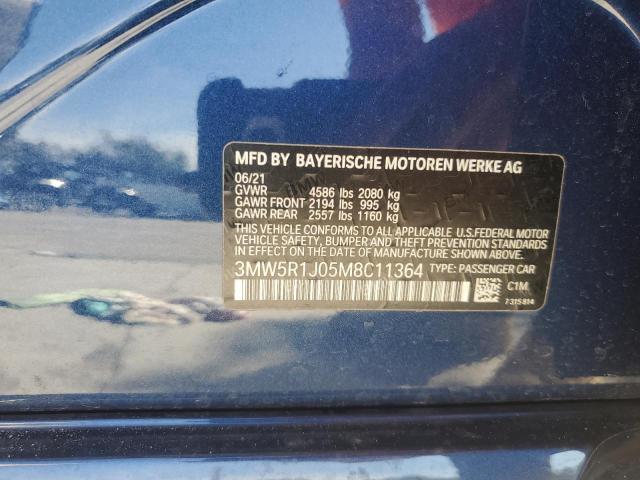 MFD BY BAYERISCHE MOTOREN WERKE AG
06/21
GVWR 4586 lbs 2080 kg
GAWR FRONT 2194 lbs 995 kg
GAWR REAR 2557 lbs 1160 kg
THIS VEHICLE CONFORMS TO ALL APPLICABLE U.S.FEDERAL MOTOR
VEHICLE SAFETY, BUMPER AND THEFT PREVENTION STANDARDS
IN EFFECT ON THE DATE OF MANUFACTURE SHOWN ABOVE.
3MW5R1J05M8C11364 TYPE: PASSENGER CAR
C1M
7315814